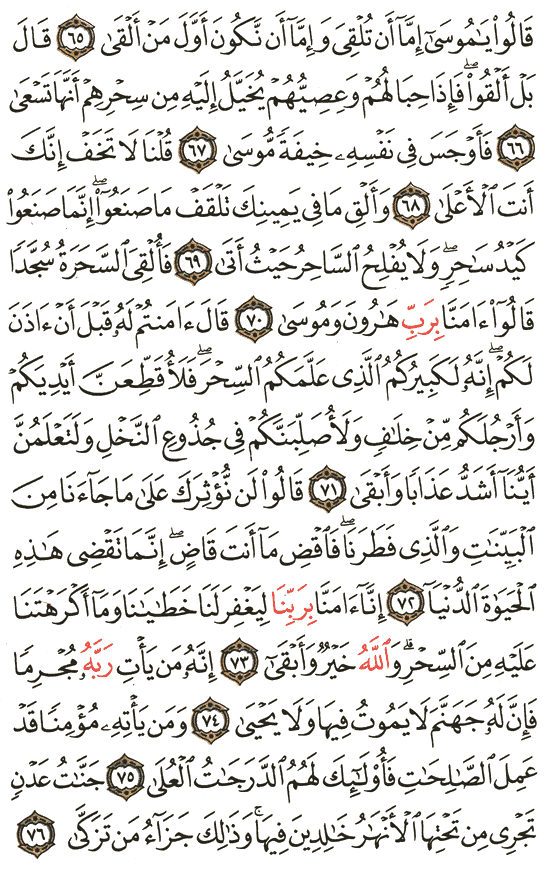 قَالُوا۟ يَـٰمُوسَىٰٓ إِمَّآ أَن تُلْقِىَ وَإِمَّآ أَن نَّكُونَ أَوَّلَ مَنْ أَلْقَىٰ ٦٥ قَالَ
بَلْ أَلْقُوا۟ ۖ فَإِذَا حِبَالُهُمْ وَعِصِيُّهُمْ يُخَيَّلُ إِلَيْهِ مِن سِحْرِهِمْ أَنَّهَا تَسْعَىٰ
٦٦ فَأَوْجَسَ فِى نَفْسِهِۦ خِيفَةً مُّوسَىٰ ٦٧ قُلْنَا لَا تَخَفْ إِنَّكَ
أَنتَ ٱلْأَعْلَىٰ ٦٨ وَأَلْقِ مَا فِى يَمِينِكَ تَلْقَفْ مَا صَنَعُوٓا۟ ۖ إِنَّمَا صَنَعُوا۟
كَيْدُ سَـٰحِرٍ ۖ وَلَا يُفْلِحُ ٱلسَّاحِرُ حَيْثُ أَتَىٰ ٦٩ فَأُلْقِىَ ٱلسَّحَرَةُ سُجَّدًا
قَالُوٓا۟ ءَامَنَّا بِرَبِّ هَـٰرُونَ وَمُوسَىٰ ٧٠ قَالَ ءَامَنتُمْ لَهُۥ قَبْلَ أَنْ ءَاذَنَ
لَكُمْ ۖ إِنَّهُۥ لَكَبِيرُكُمُ ٱلَّذِى عَلَّمَكُمُ ٱلسِّحْرَ ۖ فَلَأُقَطِّعَنَّ أَيْدِيَكُمْ
وَأَرْجُلَكُم مِّنْ خِلَـٰفٍ وَلَأُصَلِّبَنَّكُمْ فِى جُذُوعِ ٱلنَّخْلِ وَلَتَعْلَمُنَّ
أَيُّنَآ أَشَدُّ عَذَابًا وَأَبْقَىٰ ٧١ قَالُوا۟ لَن نُّؤْثِرَكَ عَلَىٰ مَا جَآءَنَا مِنَ
ٱلْبَيِّنَـٰتِ وَٱلَّذِى فَطَرَنَا ۖ فَٱقْضِ مَآ أَنتَ قَاضٍ ۖ إِنَّمَا تَقْضِى هَـٰذِهِ
ٱلْحَيَوٰةَ ٱلدُّنْيَآ ٧٢ إِنَّآ ءَامَنَّا بِرَبِّنَا لِيَغْفِرَ لَنَا خَطَـٰيَـٰنَا وَمَآ أَكْرَهْتَنَا
عَلَيْهِ مِنَ ٱلسِّحْرِ ۗ وَٱللَّهُ خَيْرٌ وَأَبْقَىٰٓ ٧٣ إِنَّهُۥ مَن يَأْتِ رَبَّهُۥ مُجْرِمًا
فَإِنَّ لَهُۥ جَهَنَّمَ لَا يَمُوتُ فِيهَا وَلَا يَحْيَىٰ ٧٤ وَمَن يَأْتِهِۦ مُؤْمِنًا قَدْ
عَمِلَ ٱلصَّـٰلِحَـٰتِ فَأُو۟لَـٰٓئِكَ لَهُمُ ٱلدَّرَجَـٰتُ ٱلْعُلَىٰ ٧٥ جَنَّـٰتُ عَدْنٍ
تَجْرِى مِن تَحْتِهَا ٱلْأَنْهَـٰرُ خَـٰلِدِينَ فِيهَا ۚ وَذَٰلِكَ جَزَآءُ مَن تَزَكَّىٰ ٧٦